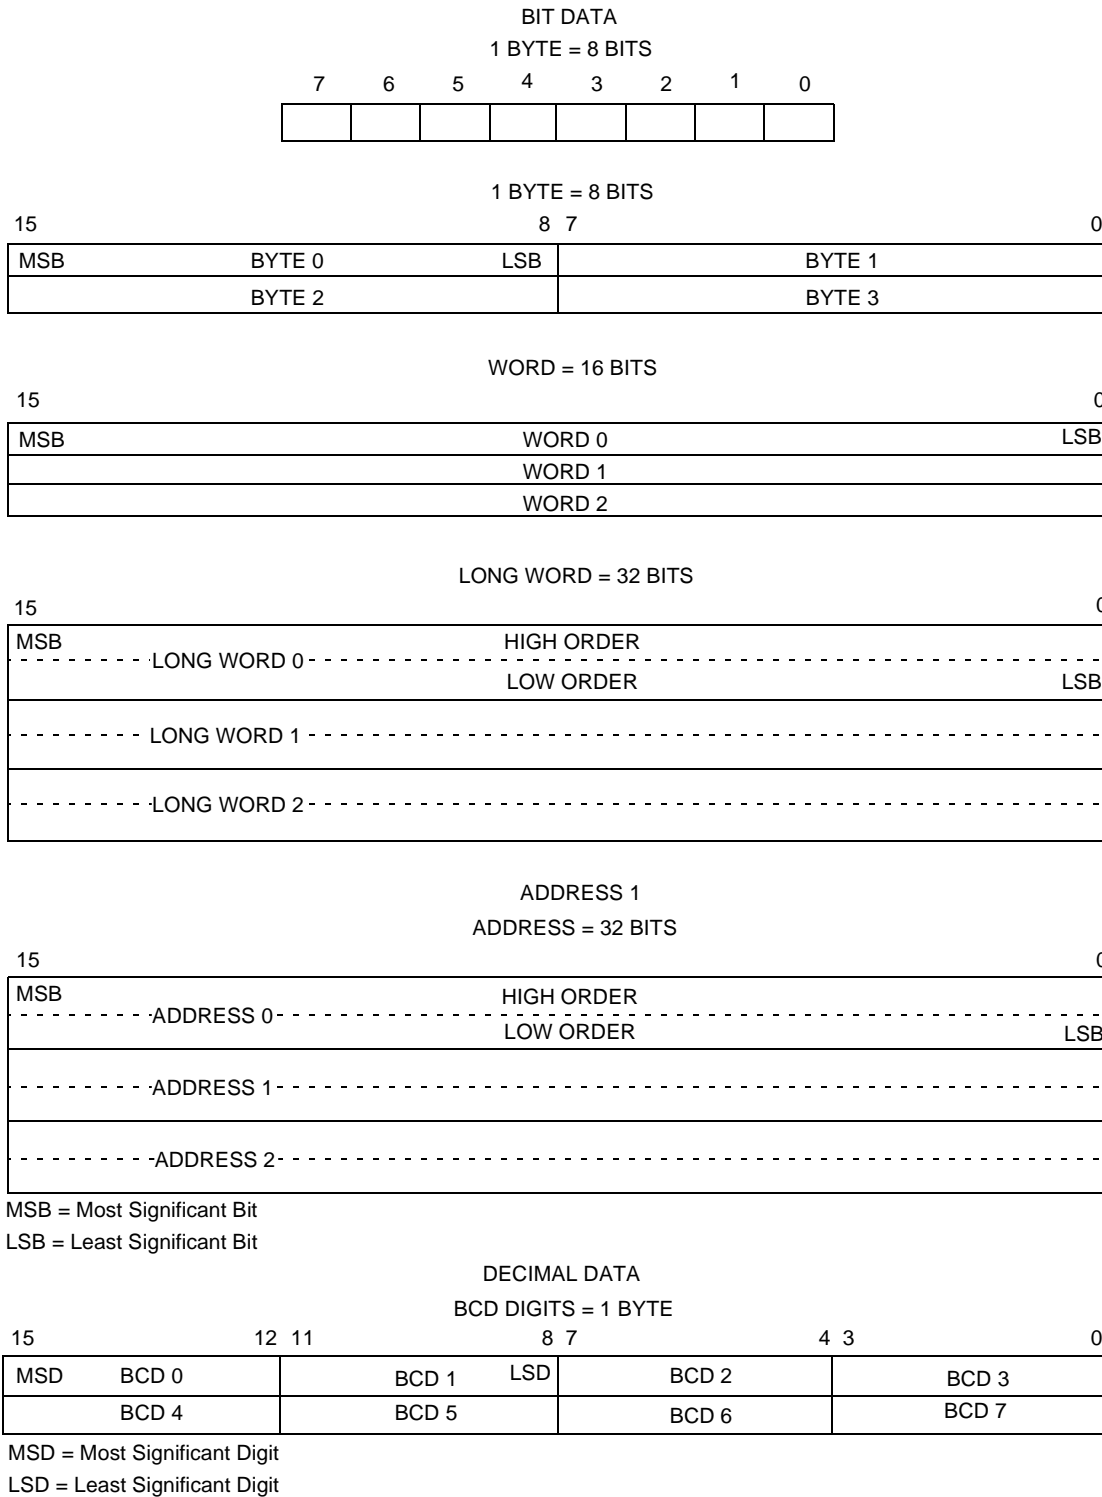 BIT DATA
1 BYTE = 8 BITS
7 6 5 4 3 2 1 0
1 BYTE = 8 BITS
15 8 7 0
MSB BYTE 0 LSB BYTE 1
BYTE 2 BYTE 3
WORD = 16 BITS
15 0
MSB WORD 0 LSB
WORD 1
WORD 2
LONG WORD = 32 BITS
15 0
MSB HIGH ORDER
LONG WORD 0
LOW ORDER LSB
LONG WORD 1
LONG WORD 2
ADDRESS 1
ADDRESS = 32 BITS
15 0
MSB HIGH ORDER
ADDRESS 0
LOW ORDER LSB
ADDRESS 1
ADDRESS 2
MSB = Most Significant Bit
LSB = Least Significant Bit
DECIMAL DATA
BCD DIGITS = 1 BYTE
15 12 11 8 7 4 3 0
MSD BCD 0 BCD 1 LSD BCD 2 BCD 3
BCD 4 BCD 5 BCD 6 BCD 7
MSD = Most Significant Digit
LSD = Least Significant Digit